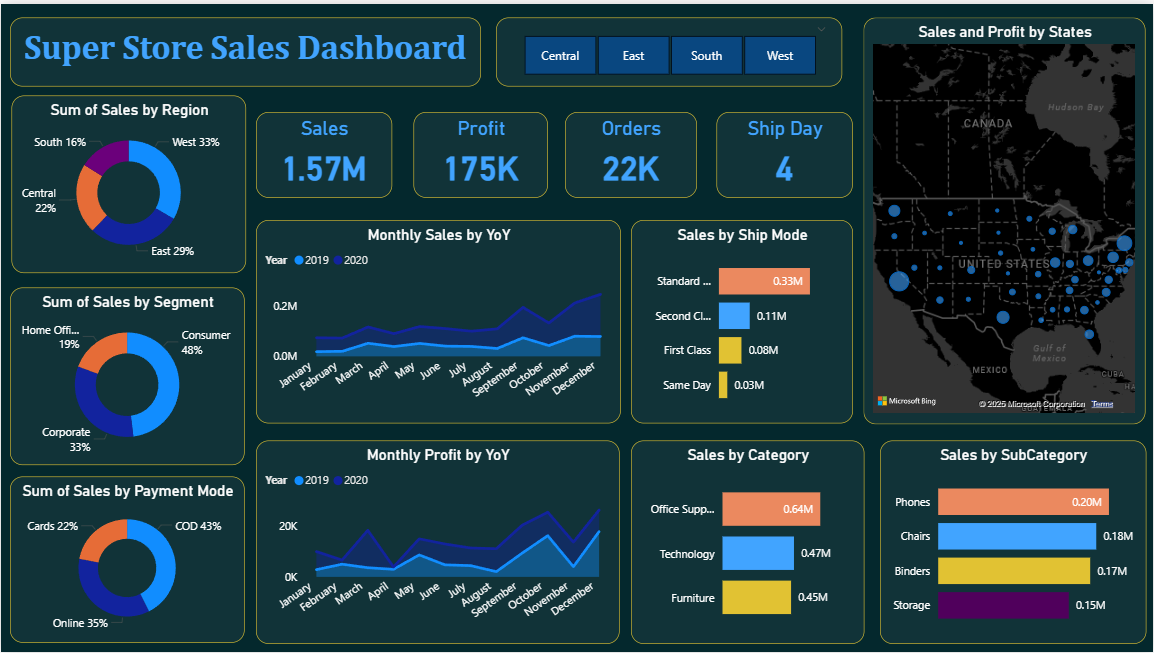 Super Store Sales Dashboard
Central
East
South
West
Sales and Profit by States
Hudson Bay
CANADA
UNITED STATES
Gulf of
Mexico
MEXICO
CUBA
HA
GUATEMALA
Microsoft Bing
© 2025 Microsoft Corporation Terms
Sum of Sales by Region
South 16%
West 33%
Central
22%
East 29%
Sales
1.57M
Profit
175K
Orders
22K
Ship Day
4
Monthly Sales by YoY
Year 2019 2020
0.2M
0.0M
January
February
March
April
May
June
July
August
September
October
November
December
Sales by Ship Mode
Standard ... 0.33M
Second Cl... 0.11M
First Class 0.08M
Same Day 0.03M
Sum of Sales by Segment
Home Offi...
19%
Consumer
48%
Corporate
33%
Monthly Profit by YoY
Year 2019 2020
20K
0K
January
February
March
April
May
June
July
August
September
October
November
December
Sales by Category
Office Supp... 0.64M
Technology 0.47M
Furniture 0.45M
Sales by SubCategory
Phones 0.20M
Chairs 0.18M
Binders 0.17M
Storage 0.15M
Sum of Sales by Payment Mode
Cards 22%
COD 43%
Online 35%